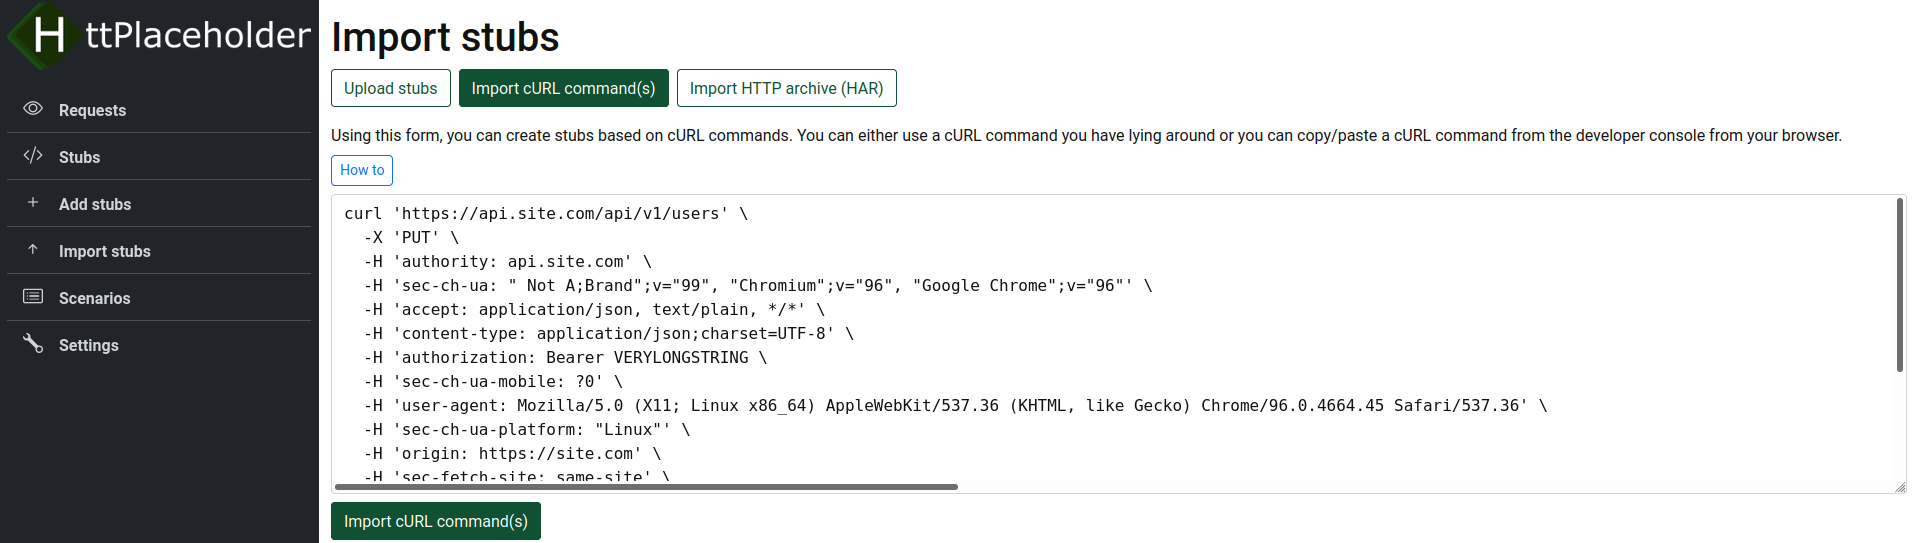 HttPlaceholder
Requests
Stubs
Add stubs
Import stubs
Scenarios
Settings
Import stubs
Upload stubs
Import cURL command(s)
Import HTTP archive (HAR)
Using this form, you can create stubs based on cURL commands. You can either use a cURL command you have lying around or you can copy/paste a cURL command from the developer console from your browser.
How to
curl 'https://api.site.com/api/v1/users' \
  -X 'PUT' \
  -H 'authority: api.site.com' \
  -H 'sec-ch-ua: " Not A;Brand";v="99", "Chromium";v="96", "Google Chrome";v="96"' \
  -H 'accept: application/json, text/plain, */*' \
  -H 'content-type: application/json;charset=UTF-8' \
  -H 'authorization: Bearer VERYLONGSTRING \
  -H 'sec-ch-ua-mobile: ?0' \
  -H 'user-agent: Mozilla/5.0 (X11; Linux x86_64) AppleWebKit/537.36 (KHTML, like Gecko) Chrome/96.0.4664.45 Safari/537.36' \
  -H 'sec-ch-ua-platform: "Linux"' \
  -H 'origin: https://site.com' \
  -H 'sec-fetch-site: same-site' \
Import cURL command(s)